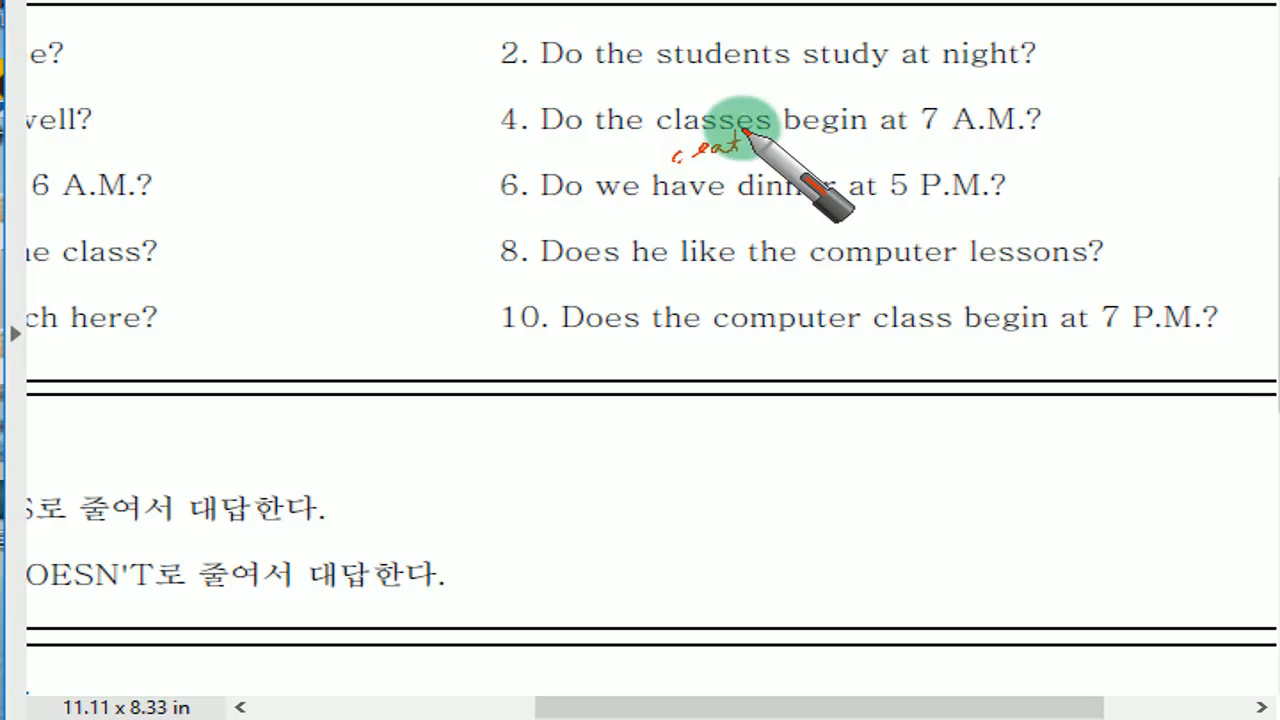 e? 2. Do the students study at night?
well? 4. Do the classes begin at 7 A.M.?
eat
6 A.M.? 6. Do we have dinner at 5 P.M.?
e class? 8. Does he like the computer lessons?
ch here? 10. Does the computer class begin at 7 P.M.?
S로 줄여서 대답한다.
OESN'T로 줄여서 대답한다.
11.11 x 8.33 in